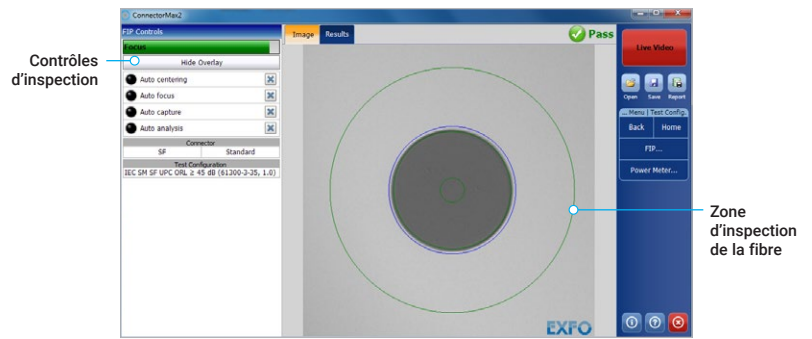 ConnectorMax2
FIP Controls
Focus
Hide Overlay
Auto centering
Auto focus
Auto capture
Auto analysis
Connector
SF Standard
Test Configuration
IEC SM SF UPC ORL ≥ 45 dB (61300-3-35, 1.0)
Contrôles
d'inspection
Image Results
Pass
EXFO
Live Video
Open Save Report
... Menu | Test Config.
Back Home
FIP...
Power Meter...
Zone
d'inspection
de la fibre